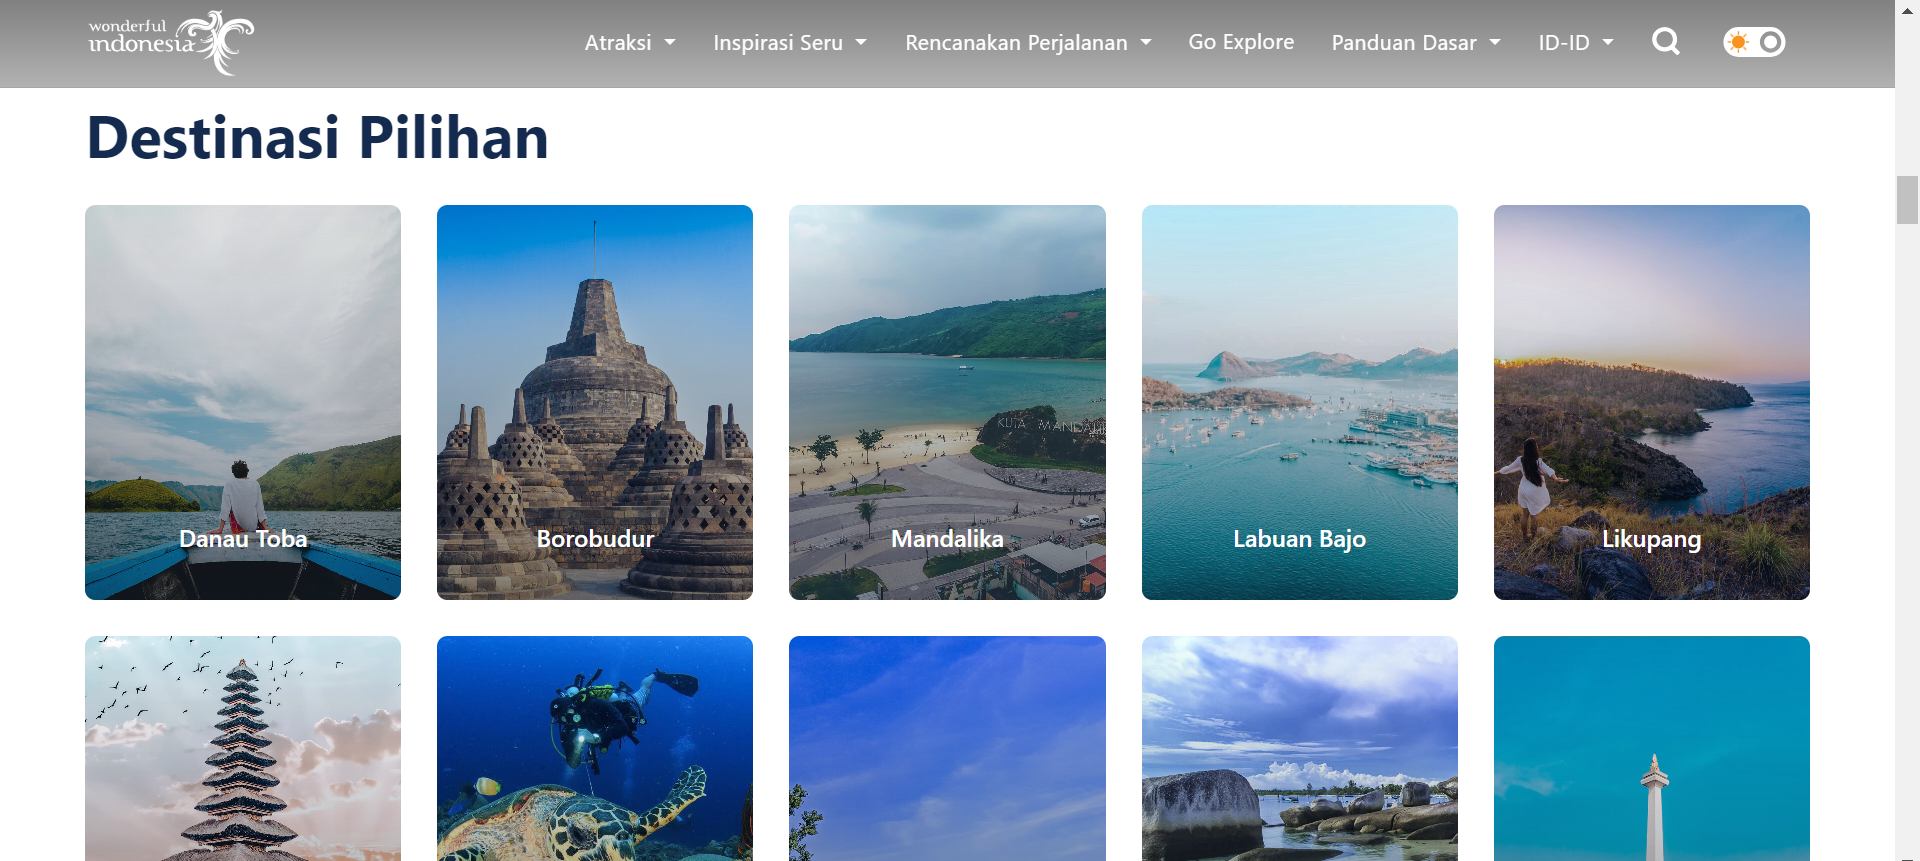 wonderful
indonesia
Atraksi
Inspirasi Seru
Rencanakan Perjalanan
Go Explore
Panduan Dasar
ID-ID
Destinasi Pilihan
KUTA MANDALIKA
Danau Toba
Borobudur
Mandalika
Labuan Bajo
Likupang